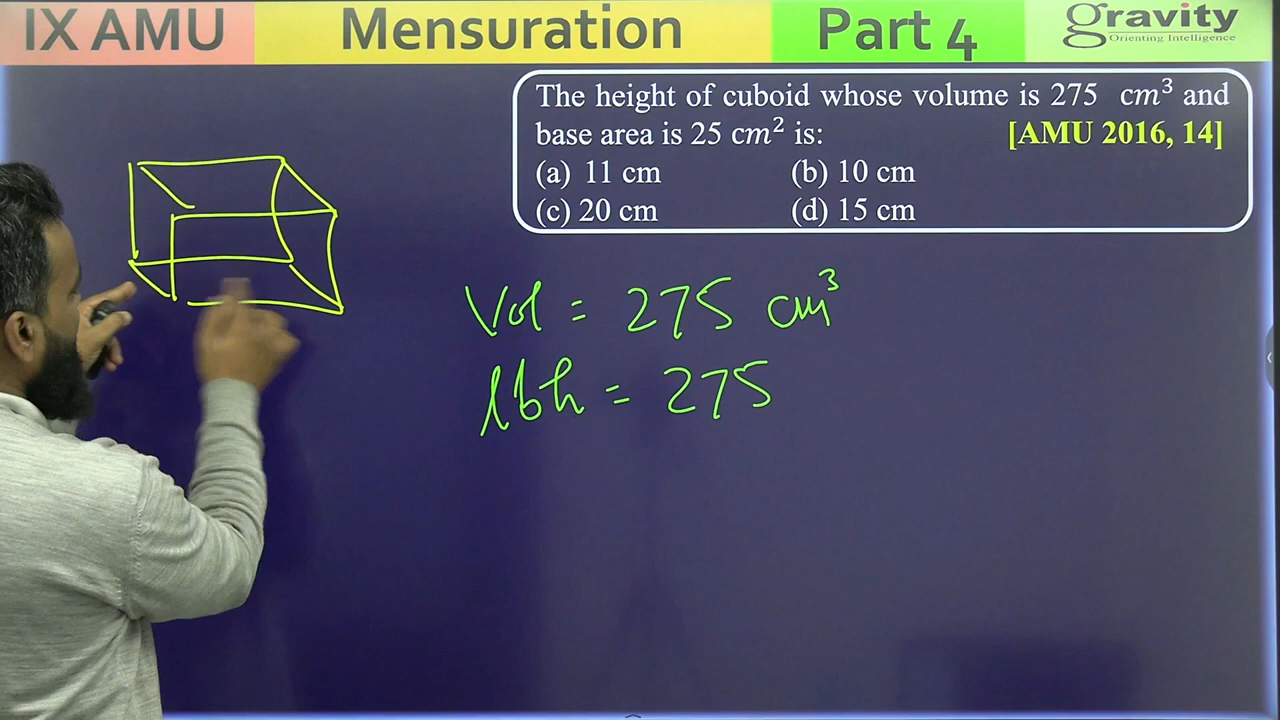 IX AMU
Mensuration
Part 4
gravity
Orienting Intelligence
The height of cuboid whose volume is 275 cm³ and
base area is 25 cm² is: [AMU 2016, 14]
(a) 11 cm (b) 10 cm
(c) 20 cm (d) 15 cm
Vol = 275 cm³
lbh = 275